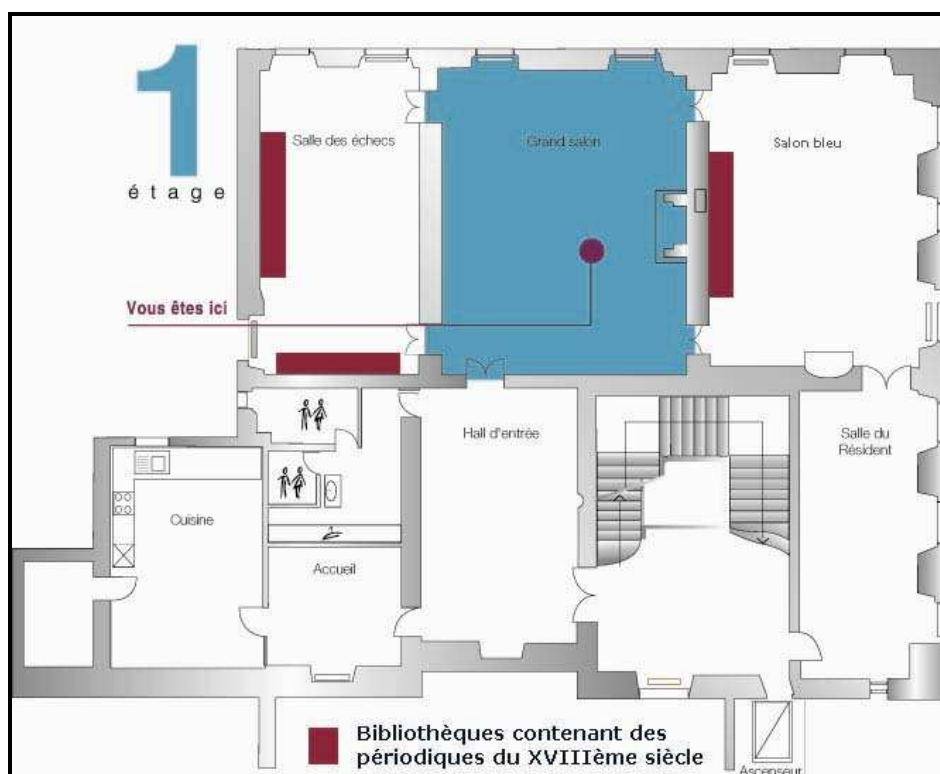 1
étage
Salle des échecs
Grand salon
Salon bleu
Vous êtes ici
Hall d'entrée
Salle du
Résident
Cuisine
Accueil
Bibliothèques contenant des
périodiques du XVIIIème siècle
Ascenseur